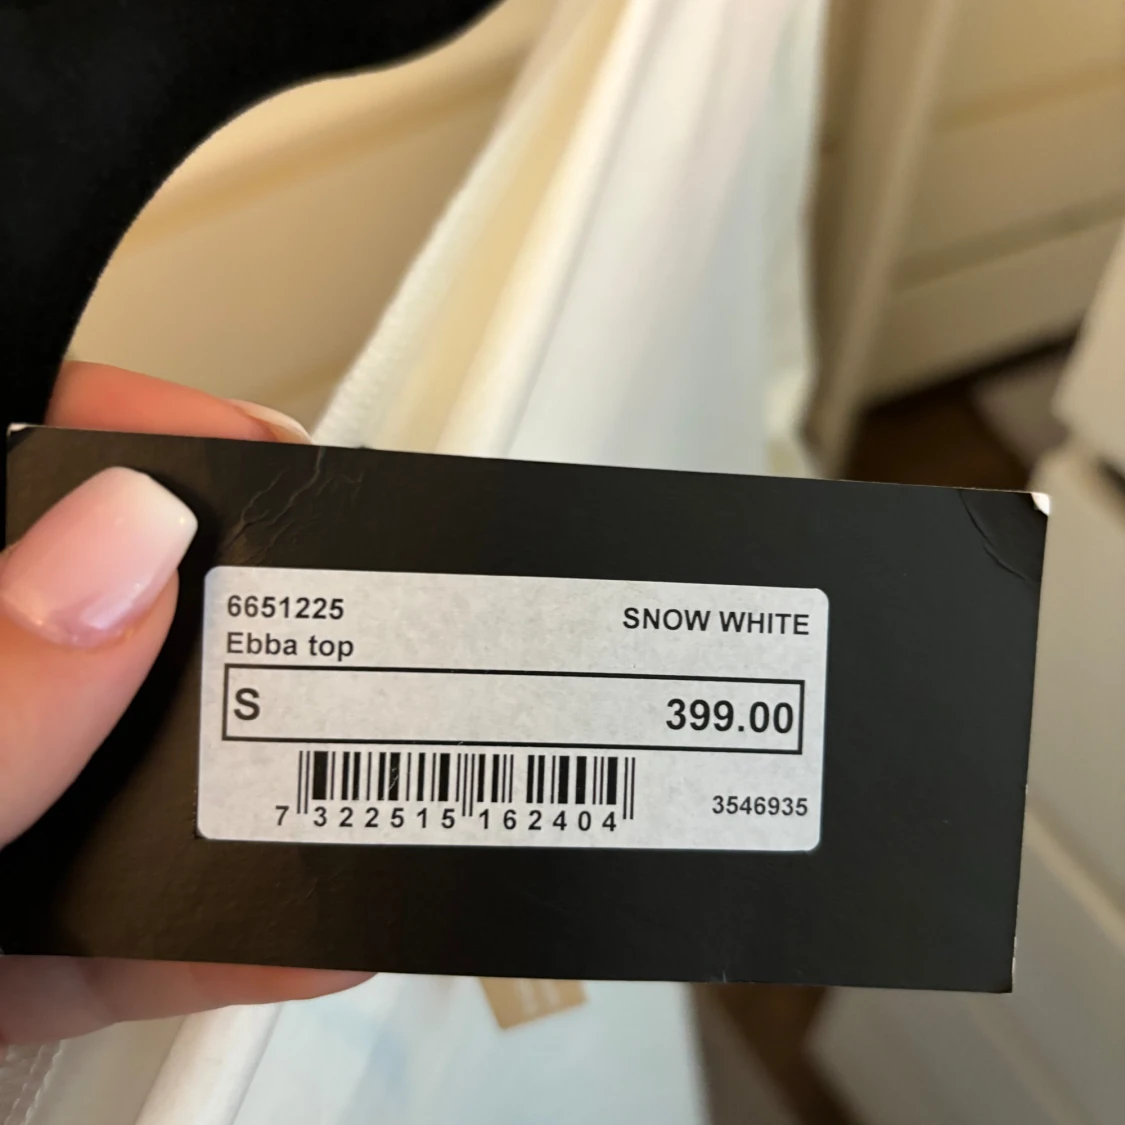 6651225
SNOW WHITE
Ebba top
S
399.00
7 322515 162404
3546935